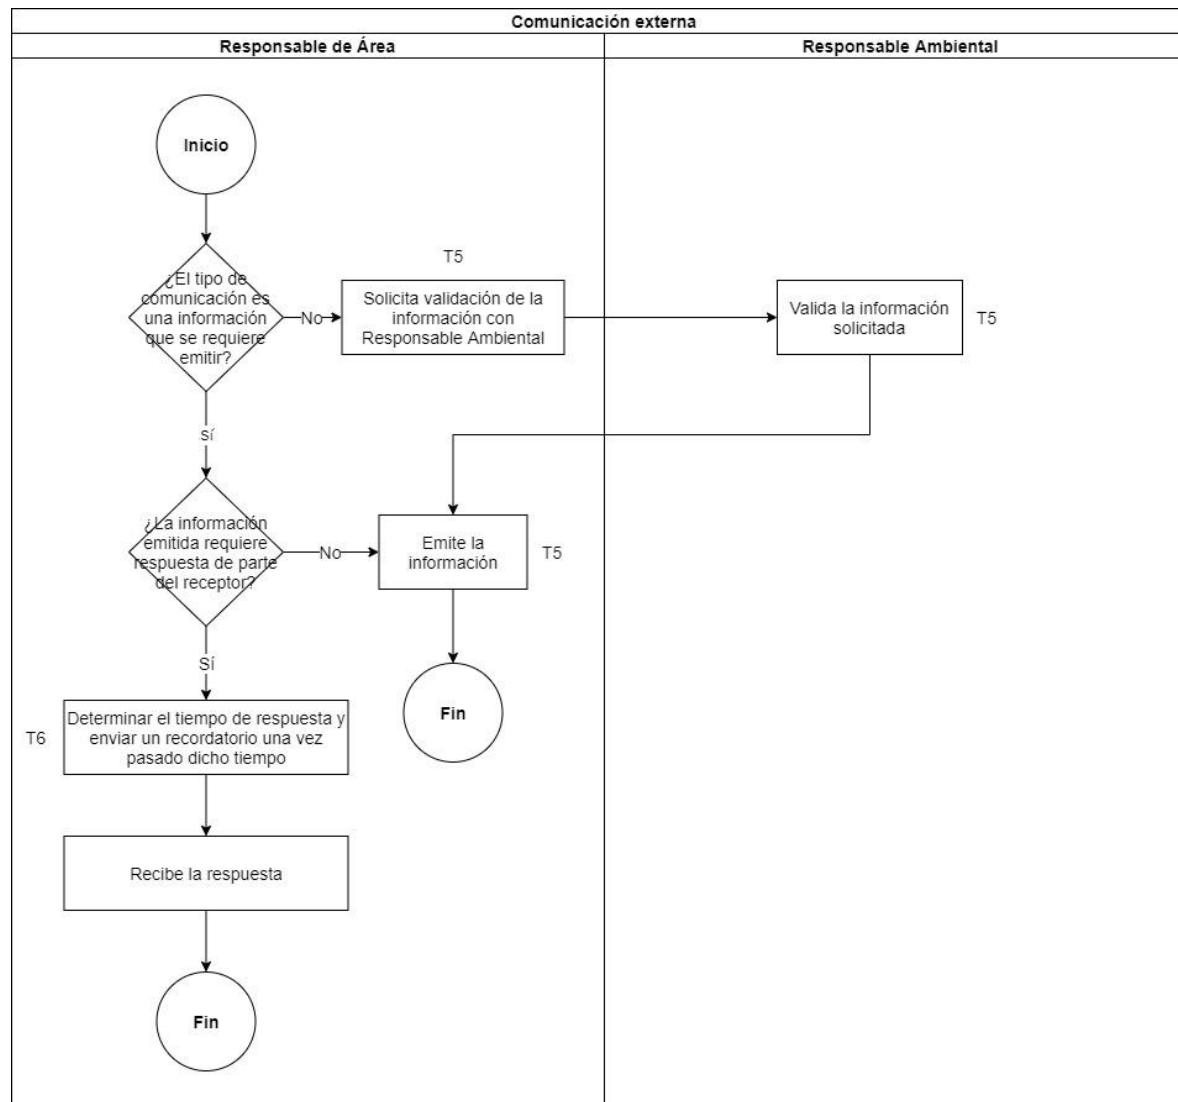 Comunicación externa
Responsable de Área
Responsable Ambiental
Inicio
¿El tipo de
comunicación es
una información
que se requiere
emitir?
No
T5
Solicita validación de la
información con
Responsable Ambiental
Valida la información
solicitada
T5
sí
¿La información
emitida requiere
respuesta de parte
del receptor?
No
Emite la
información
T5
Sí
Fin
T6
Determinar el tiempo de respuesta y
enviar un recordatorio una vez
pasado dicho tiempo
Recibe la respuesta
Fin